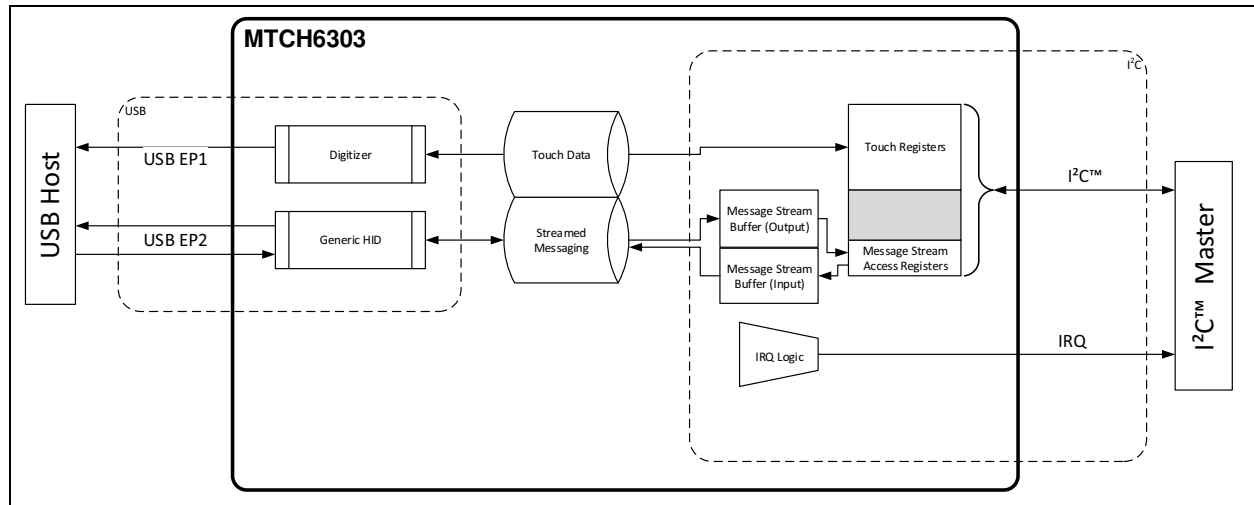 MTCH6303
I²C
USB
USB Host
USB EP1
Digitizer
Touch Data
Touch Registers
I²C™
USB EP2
Generic HID
Streamed
Messaging
Message Stream
Buffer (Output)
Message Stream
Buffer (Input)
Message Stream
Access Registers
IRQ Logic
IRQ
I²C™ Master